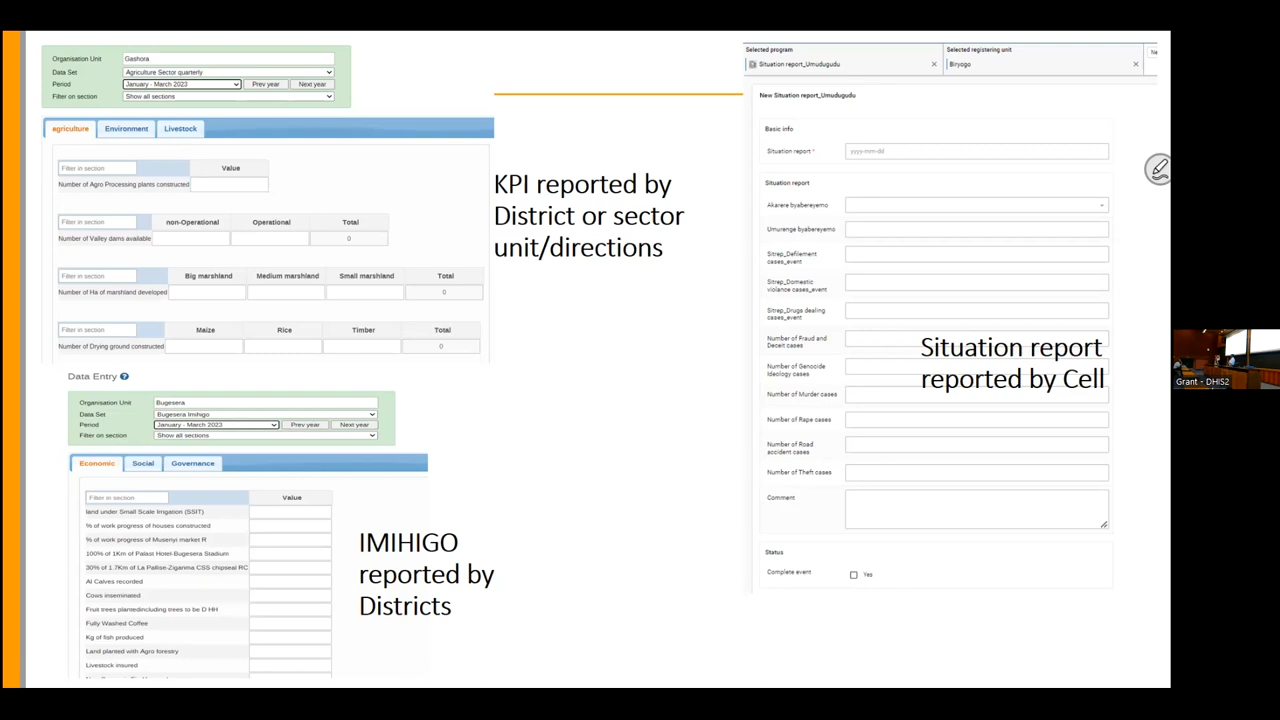 Organisation Unit Gashora
Data Set Agriculture Sector quarterly
Period January - March 2023 Prev year Next year
Filter on section Show all sections
agriculture Environment Livestock
Filter in section Value
Number of Agro Processing plants constructed
Filter in section non-Operational Operational Total
Number of Valley dams available 0
Filter in section Big marshland Medium marshland Small marshland Total
Number of Ha of marshland developed 0
Filter in section Maize Rice Timber Total
Number of Drying ground constructed 0
KPI reported by
District or sector
unit/directions
Data Entry ?
Organisation Unit Bugesera
Data Set Bugesera Imihigo
Period January - March 2023 Prev year Next year
Filter on section Show all sections
Economic Social Governance
Filter in section Value
land under Small Scale Irrigation (SSIT)
% of work progress of houses constructed
% of work progress of Musenyi market R
100% of 1Km of Palast Hotel-Bugesera Stadium
30% of 1.7Km of La Pallise-Ziganma CSS chipseal RC
AI Calves recorded
Cows inseminated
Fruit trees plantedincluding trees to be D HH
Fully Washed Coffee
Kg of fish produced
Land planted with Agro forestry
Livestock insured
IMIHIGO
reported by
Districts
Selected program Selected registering unit Ne
Situation report_Umudugudu Biryogo
New Situation report_Umudugudu
Basic info
Situation report * yyyy-mm-dd
Situation report
Akarere byabereyemo
Umurenge byabereyemo
Sitrep_Defilement
cases_event
Sitrep_Domestic
violance cases_event
Sitrep_Drugs dealing
cases_event
Number of Fraud and
Deceit cases
Number of Genocide
Ideology cases
Number of Murder cases
Number of Rape cases
Number of Road
accident cases
Number of Theft cases
Comment
Status
Complete event Yes
Situation report
reported by Cell
Grant - DHIS2